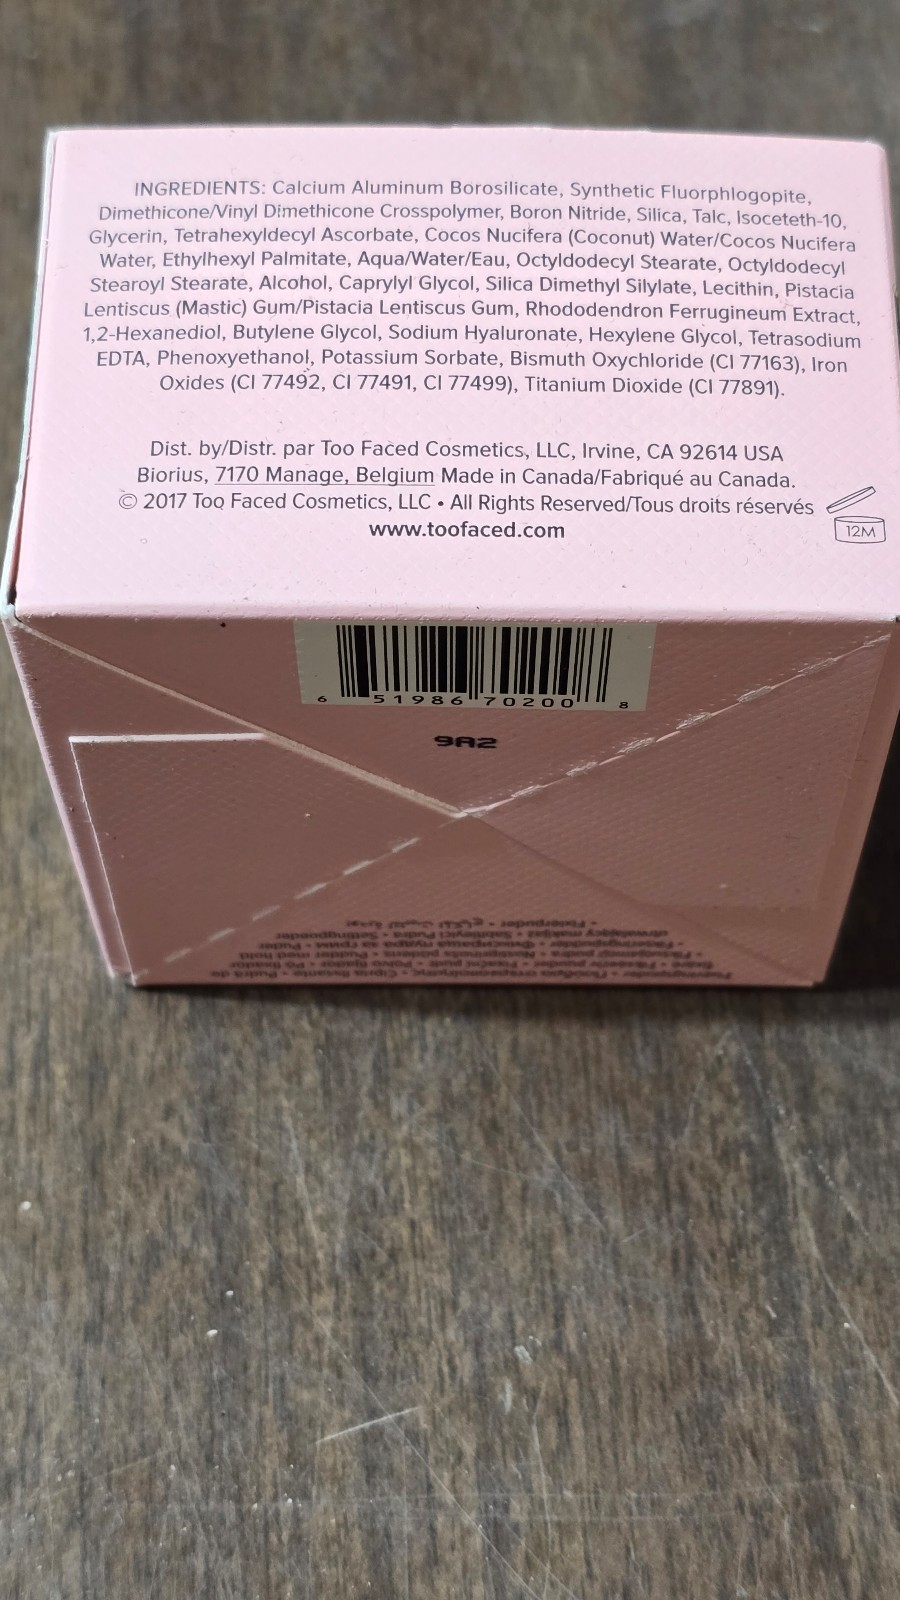 INGREDIENTS: Calcium Aluminum Borosilicate, Synthetic Fluorphlogopite,
Dimethicone/Vinyl Dimethicone Crosspolymer, Boron Nitride, Silica, Talc, Isoceteth-10,
Glycerin, Tetrahexyldecyl Ascorbate, Cocos Nucifera (Coconut) Water/Cocos Nucifera
Water, Ethylhexyl Palmitate, Aqua/Water/Eau, Octyldodecyl Stearate, Octyldodecyl
Stearoyl Stearate, Alcohol, Caprylyl Glycol, Silica Dimethyl Silylate, Lecithin, Pistacia
Lentiscus (Mastic) Gum/Pistacia Lentiscus Gum, Rhododendron Ferrugineum Extract,
1,2-Hexanediol, Butylene Glycol, Sodium Hyaluronate, Hexylene Glycol, Tetrasodium
EDTA, Phenoxyethanol, Potassium Sorbate, Bismuth Oxychloride (CI 77163), Iron
Oxides (CI 77492, CI 77491, CI 77499), Titanium Dioxide (CI 77891).
Dist. by/Distr. par Too Faced Cosmetics, LLC, Irvine, CA 92614 USA
Biorius, 7170 Manage, Belgium Made in Canada/Fabriqué au Canada.
© 2017 Too Faced Cosmetics, LLC • All Rights Reserved/Tous droits réservés
www.toofaced.com
12M
6 51986 70200 8
9A2